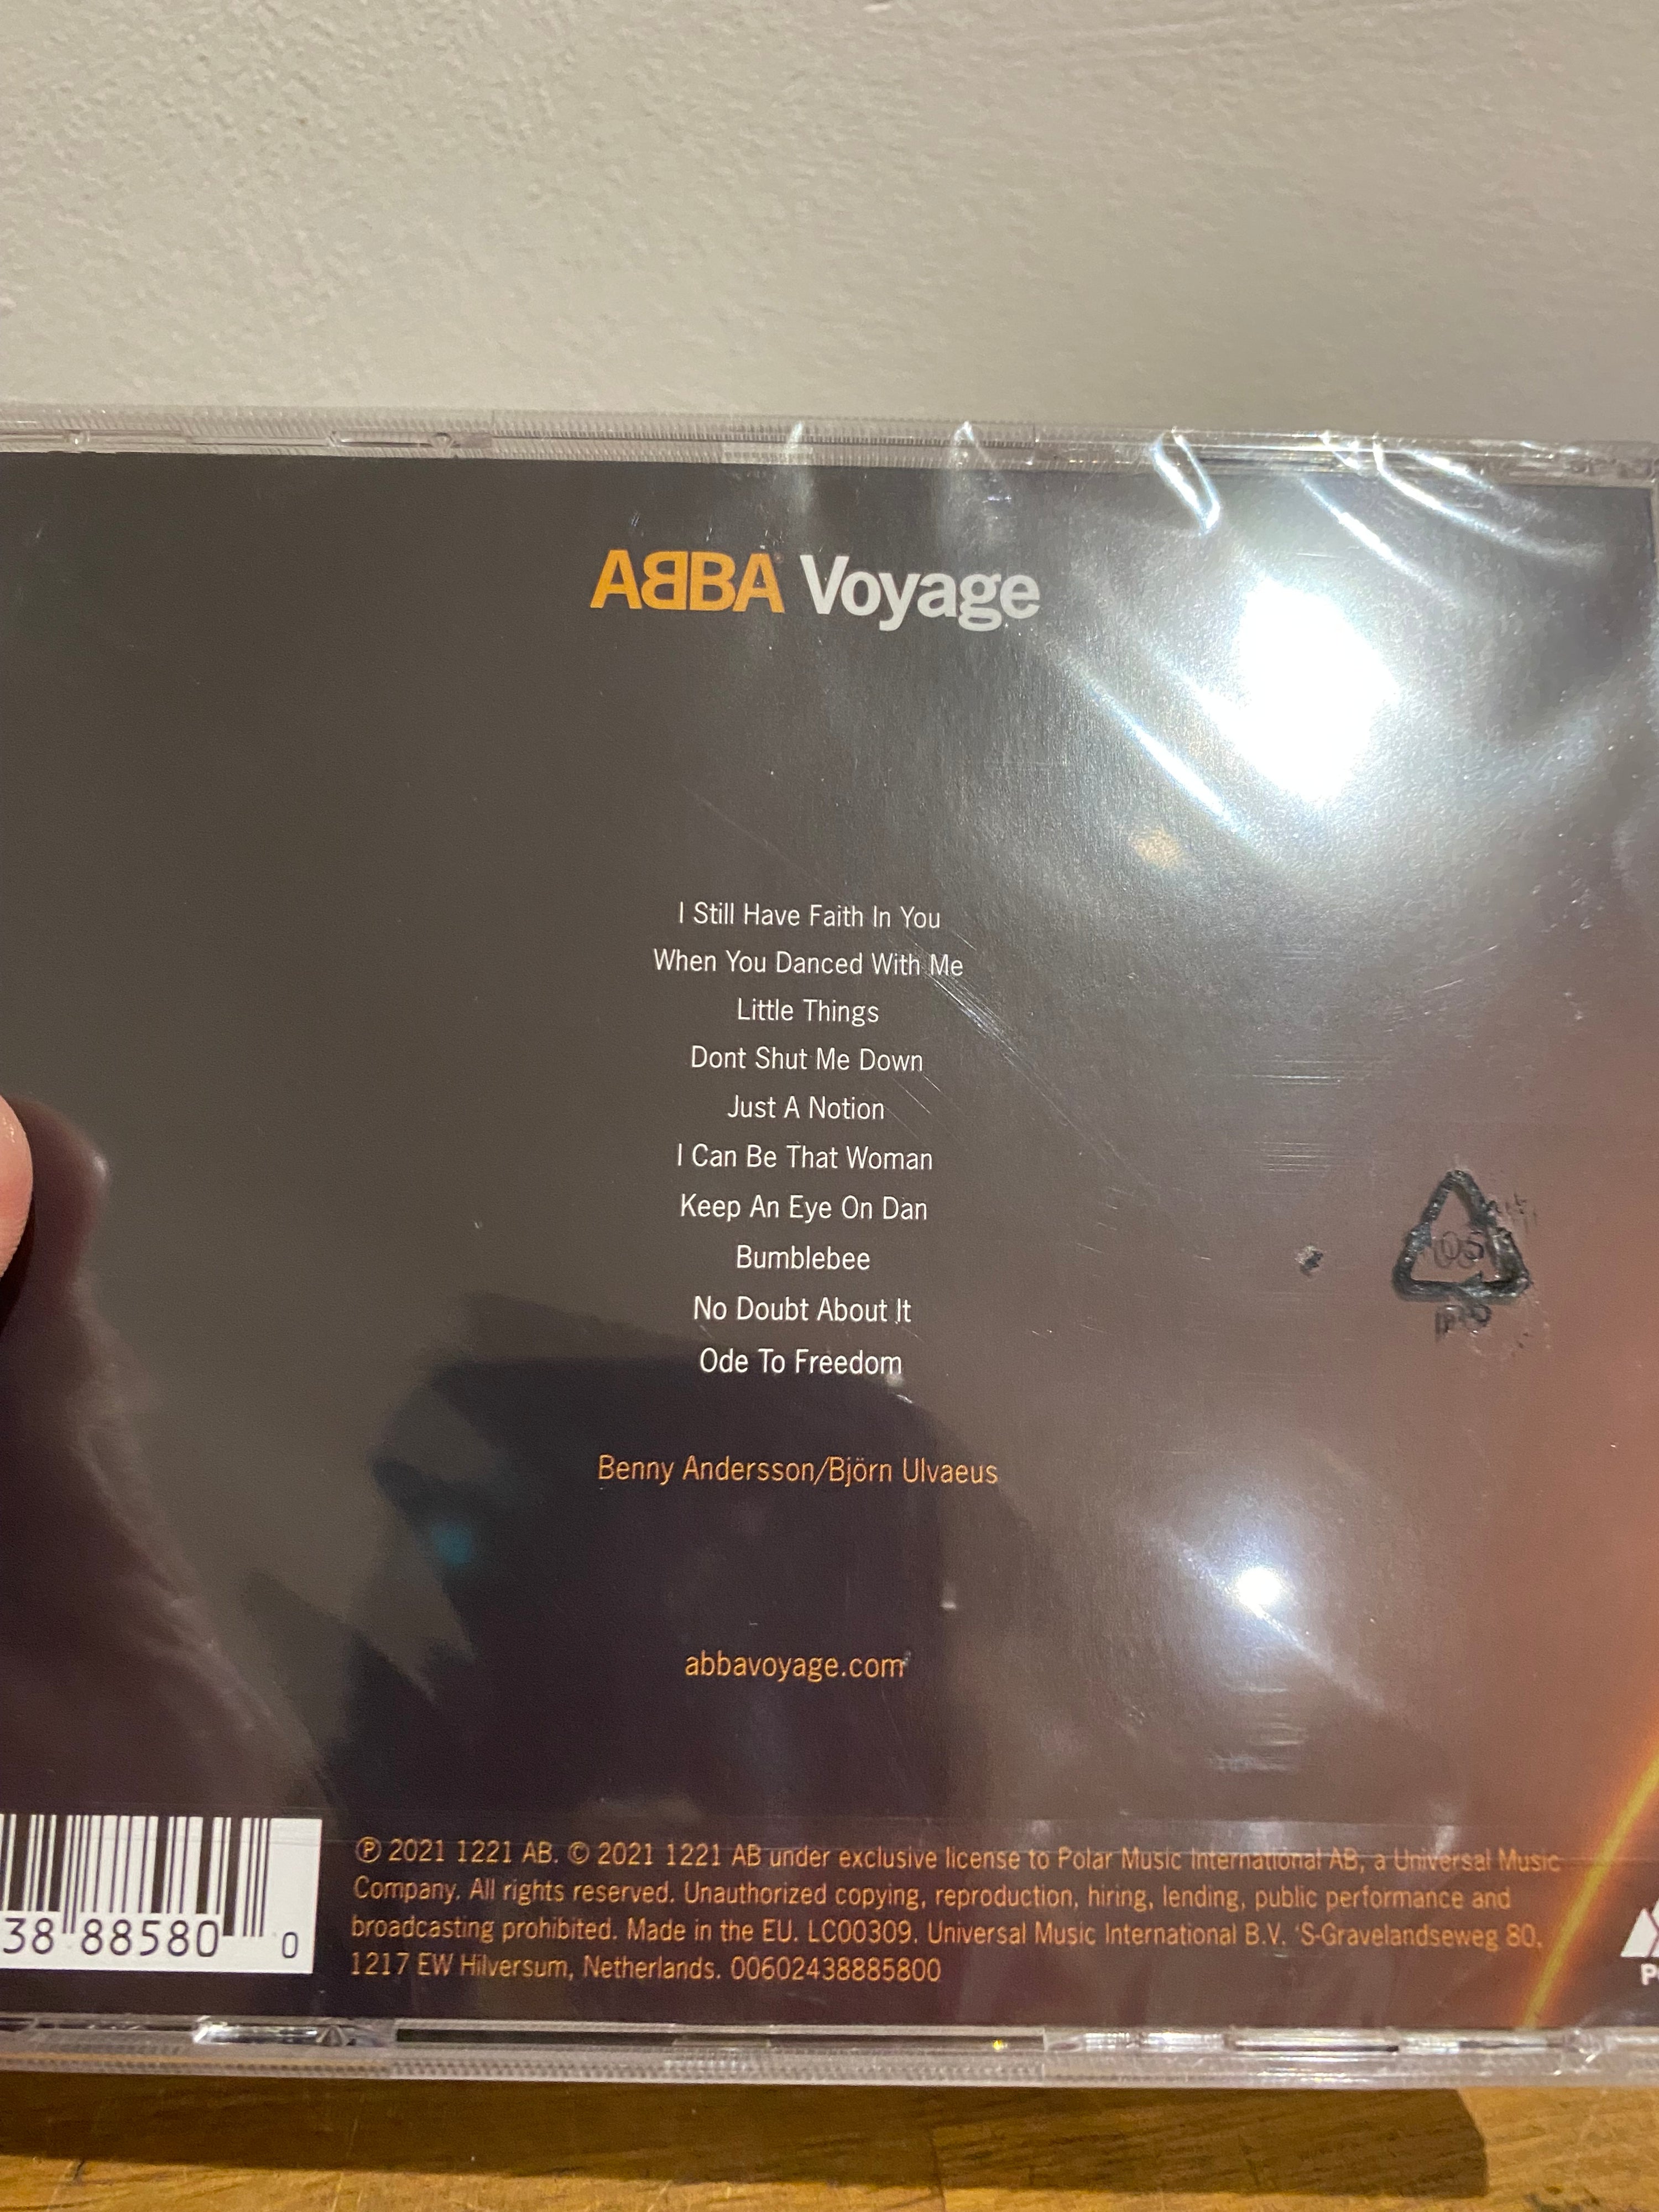 ABBA Voyage
I Still Have Faith In You
When You Danced With Me
Little Things
Dont Shut Me Down
Just A Notion
I Can Be That Woman
Keep An Eye On Dan
Bumblebee
No Doubt About It
Ode To Freedom
Benny Andersson/Björn Ulvaeus
abbavoyage.com
38 88580 0
℗ 2021 1221 AB. © 2021 1221 AB under exclusive license to Polar Music International AB, a Universal Music
Company. All rights reserved. Unauthorized copying, reproduction, hiring, lending, public performance and
broadcasting prohibited. Made in the EU. LC00309. Universal Music International B.V. 'S-Gravelandseweg 80,
1217 EW Hilversum, Netherlands. 00602438885800